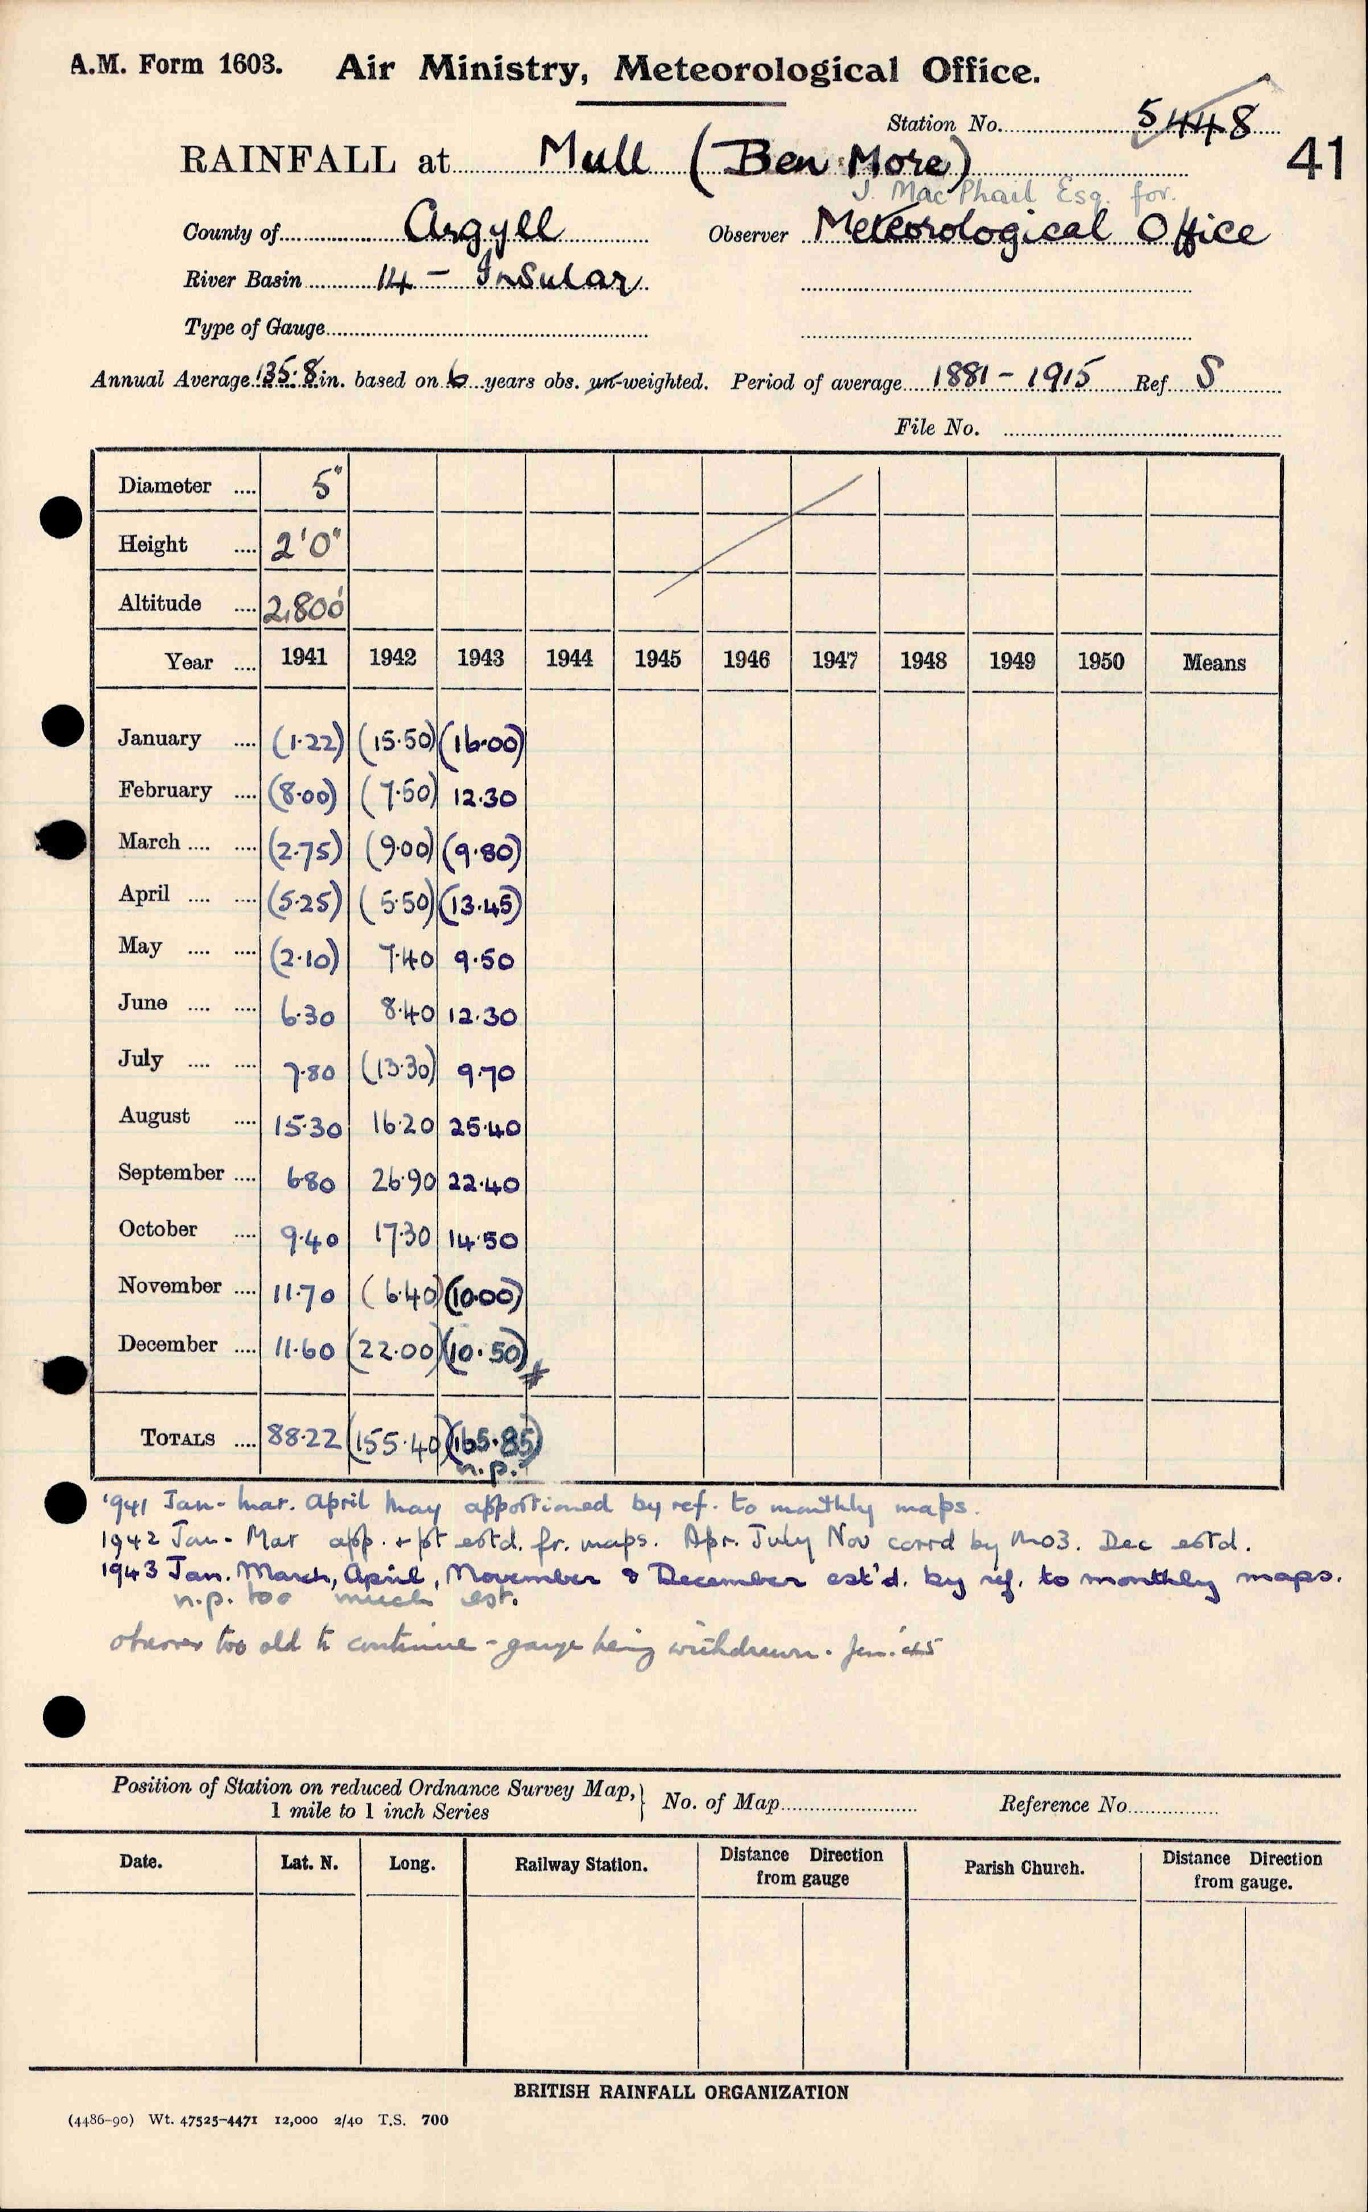 A.M. Form 1603. Air Ministry, Meteorological Office.
Station No. 5448
41
RAINFALL at Mull (Ben More)
J. MacPhail Esq. for.
County of Argyll Observer Meteorological Office
River Basin 14 - Insular
Type of Gauge
Annual Average 135.8 in. based on 6 years obs. un-weighted. Period of average 1881 - 1915 Ref S
File No.
Diameter .... 5"
Height .... 2'0"
Altitude .... 2,800'
Year .... 1941 1942 1943 1944 1945 1946 1947 1948 1949 1950 Means
January .... (1.22) (15.50) (16.00)
February .... (8.00) (7.50) 12.30
March .... .... (2.75) (9.00) (9.80)
April .... .... (5.25) (5.50) (13.45)
May .... .... (2.10) 7.40 9.50
June .... .... 6.30 8.40 12.30
July .... .... 7.80 (13.30) 9.70
August .... 15.30 16.20 25.40
September .... 6.80 26.90 22.40
October .... 9.40 17.30 14.50
November .... 11.70 (6.40) (10.00)
December .... 11.60 (22.00) (10.50)
TOTALS .... 88.22 (155.40) (165.85)
n.p.
1941 Jan - Mar. April May apportioned by ref. to monthly maps.
1942 Jan - Mar app. + pt estd. fr. maps. Apr. July Nov corrd by MO3. Dec estd.
1943 Jan. March, April, November & December est'd. by ref. to monthly maps.
n.p. too much est.
observer too old to continue - gauge being withdrawn. Jan. '45
Position of Station on reduced Ordnance Survey Map,} No. of Map Reference No.
1 mile to 1 inch Series
Date. Lat. N. Long. Railway Station. Distance Direction from gauge Parish Church. Distance Direction from gauge.
BRITISH RAINFALL ORGANIZATION
(4486-90) Wt. 47525-4471 12,000 2/40 T.S. 700